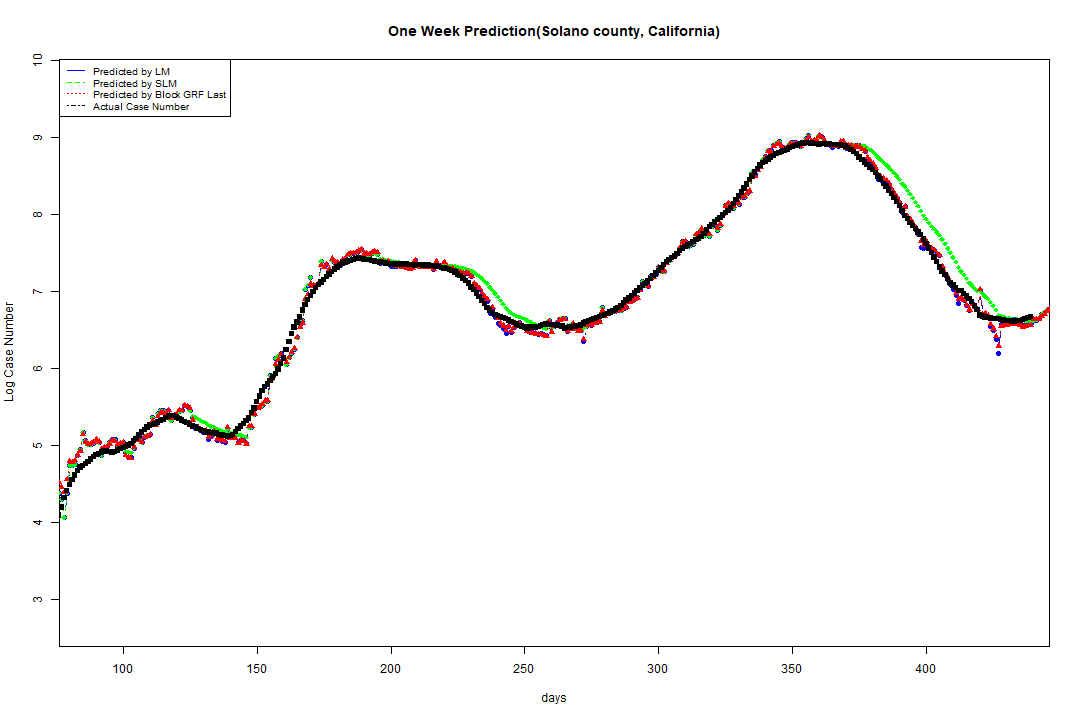 One Week Prediction(Solano county, California)
Predicted by LM
Predicted by SLM
Predicted by Block GRF Last
Actual Case Number
10
9
8
7
6
5
4
3
Log Case Number
100 150 200 250 300 350 400
days